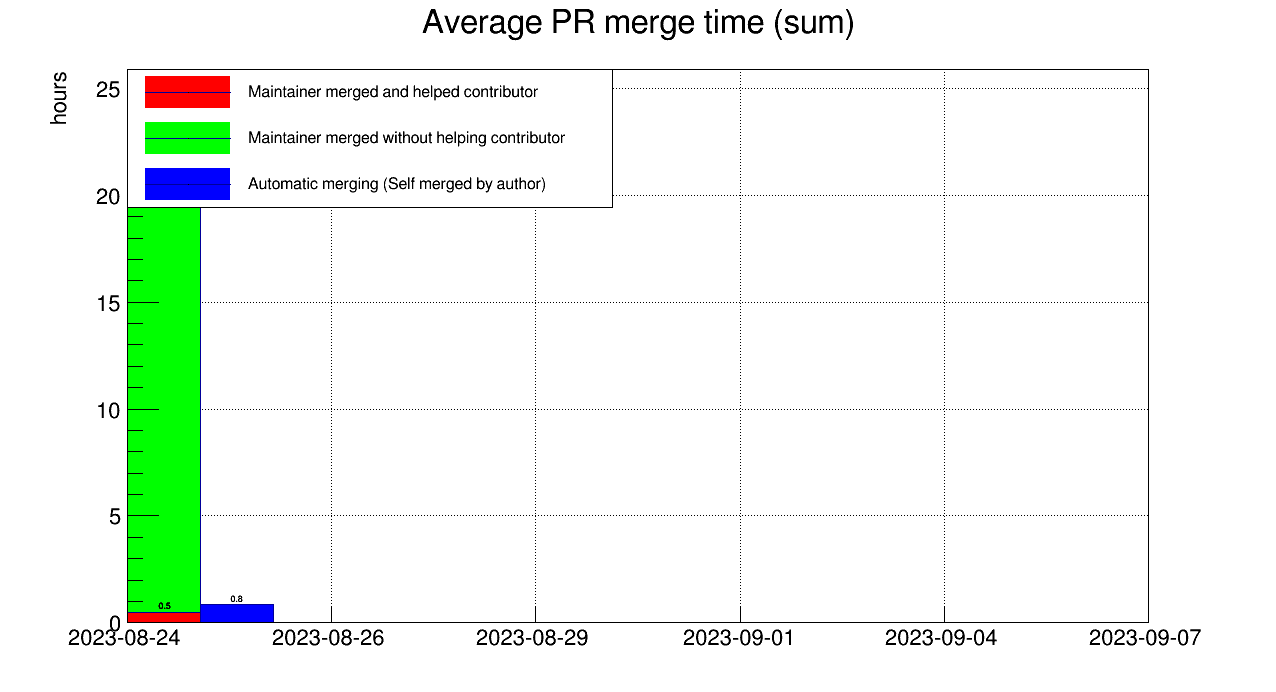 Average PR merge time (sum)
hours
25
20
15
10
5
0
Maintainer merged and helped contributor
Maintainer merged without helping contributor
Automatic merging (Self merged by author)
0.5
0.8
2023-08-24 2023-08-26 2023-08-29 2023-09-01 2023-09-04 2023-09-07